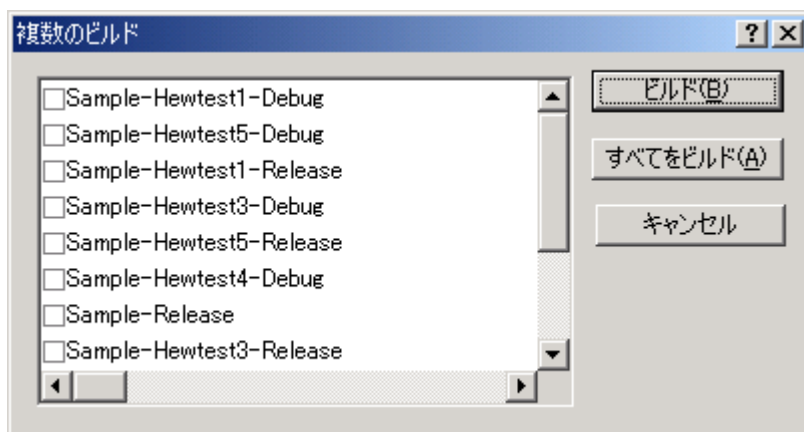 複数のビルド
Sample-Hewtest1-Debug
Sample-Hewtest5-Debug
Sample-Hewtest1-Release
Sample-Hewtest3-Debug
Sample-Hewtest5-Release
Sample-Hewtest4-Debug
Sample-Release
Sample-Hewtest3-Release
ビルド(B)
すべてをビルド(A)
キャンセル